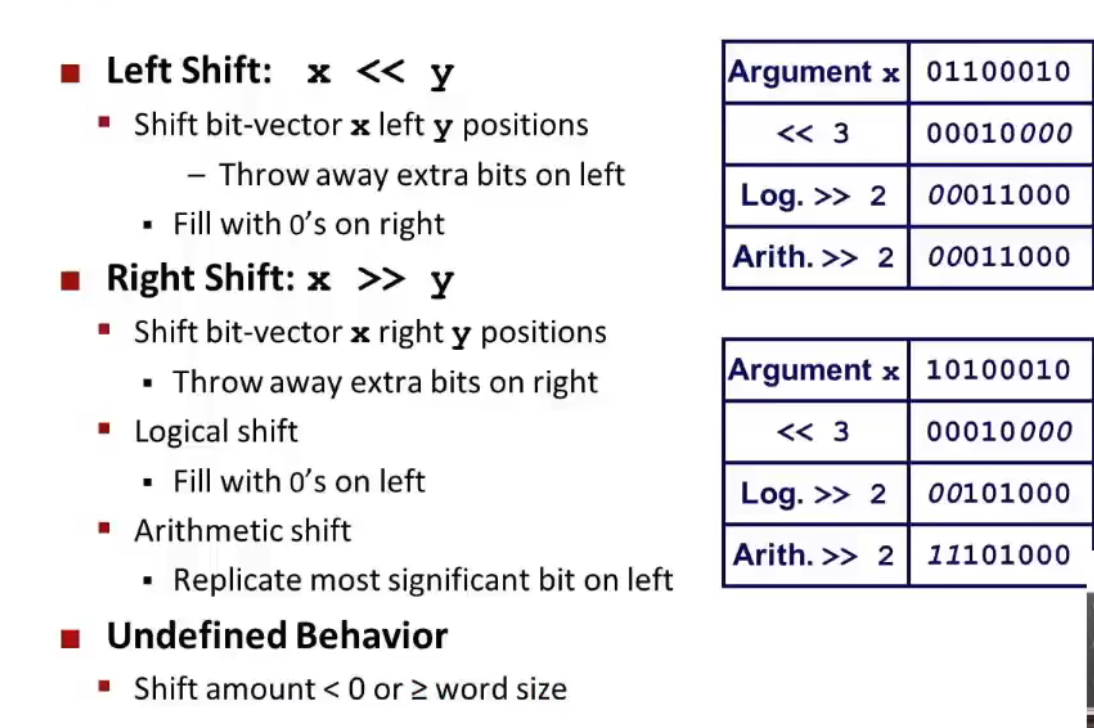 Left Shift: x << y
Shift bit-vector x left y positions
– Throw away extra bits on left
Fill with 0's on right
Right Shift: x >> y
Shift bit-vector x right y positions
Throw away extra bits on right
Logical shift
Fill with 0's on left
Arithmetic shift
Replicate most significant bit on left
Undefined Behavior
Shift amount < 0 or ≥ word size
Argument x 01100010
<< 3 00010000
Log. >> 2 00011000
Arith. >> 2 00011000
Argument x 10100010
<< 3 00010000
Log. >> 2 00101000
Arith. >> 2 11101000